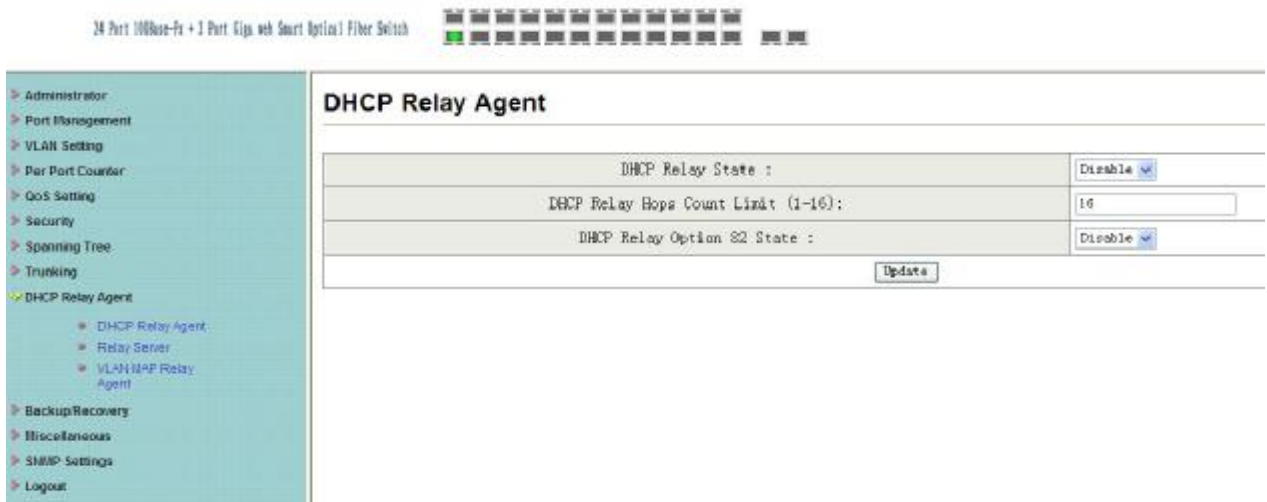 24 Port 100Base-Fx + 3 Port Giga web Smart Optical Fiber Switch
Administrator
Port Management
VLAN Setting
Per Port Counter
QoS Setting
Security
Spanning Tree
Trunking
DHCP Relay Agent
DHCP Relay Agent
Relay Server
VLAN MAP Relay
Agent
Backup/Recovery
Miscellaneous
SNMP Settings
Logout
DHCP Relay Agent
DHCP Relay State : Disable
DHCP Relay Hops Count Limit (1-16): 16
DHCP Relay Option 82 State : Disable
Update